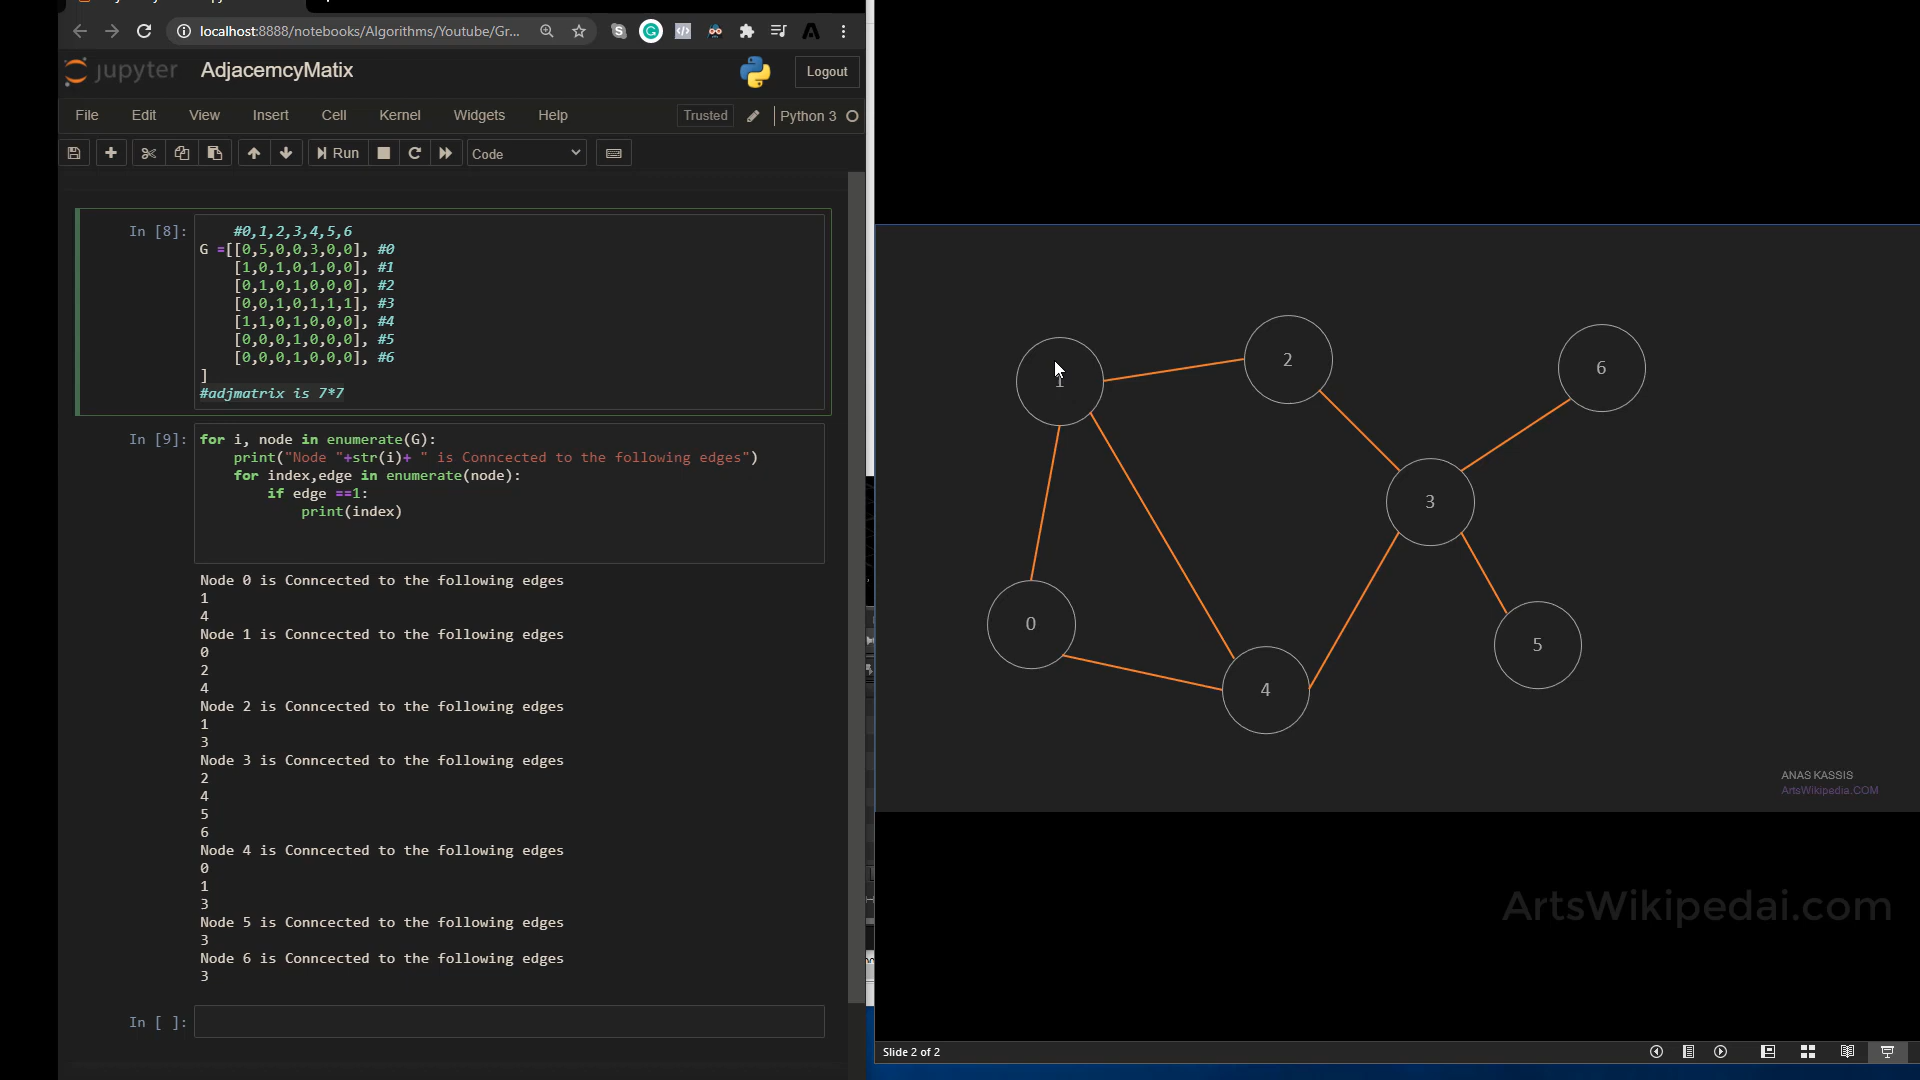 localhost:8888/notebooks/Algorithms/Youtube/Gr...
jupyter AdjacemcyMatix
Logout
File Edit View Insert Cell Kernel Widgets Help
Trusted Python 3
Run Code
In [8]:
#0,1,2,3,4,5,6
G =[[0,5,0,0,3,0,0], #0
[1,0,1,0,1,0,0], #1
[0,1,0,1,0,0,0], #2
[0,0,1,0,1,1,1], #3
[1,1,0,1,0,0,0], #4
[0,0,0,1,0,0,0], #5
[0,0,0,1,0,0,0], #6
]
#adjmatrix is 7*7
In [9]:
for i, node in enumerate(G):
print("Node "+str(i)+ " is Conncected to the following edges")
for index,edge in enumerate(node):
if edge ==1:
print(index)
Node 0 is Conncected to the following edges
1
4
Node 1 is Conncected to the following edges
0
2
4
Node 2 is Conncected to the following edges
1
3
Node 3 is Conncected to the following edges
2
4
5
6
Node 4 is Conncected to the following edges
0
1
3
Node 5 is Conncected to the following edges
3
Node 6 is Conncected to the following edges
3
In [ ]:
1
2
6
3
0
5
4
ANAS KASSIS
ArtsWikipedia.COM
ArtsWikipedai.com
Slide 2 of 2